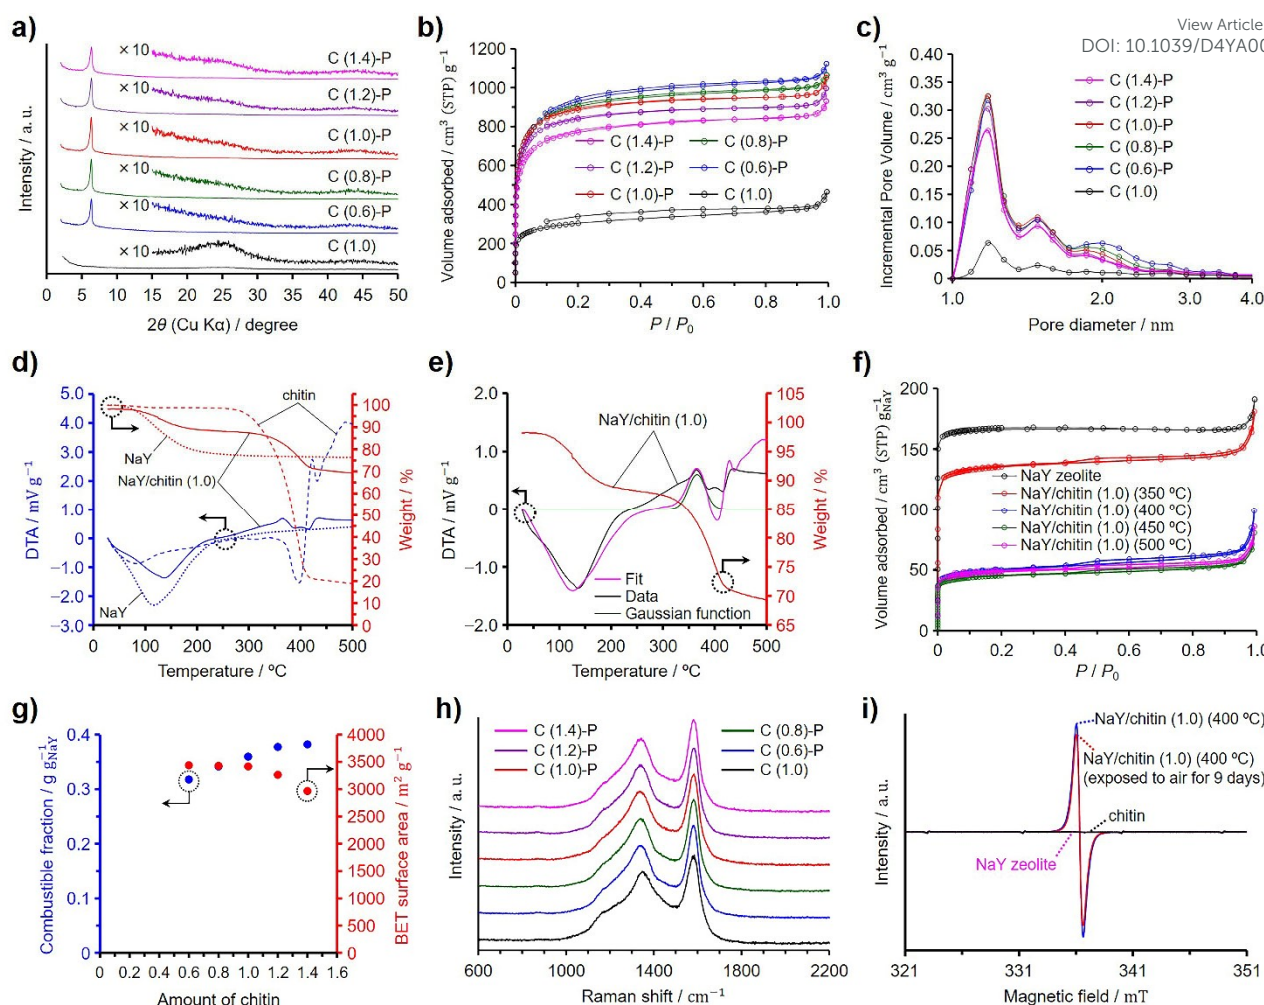 View Article
DOI: 10.1039/D4YA00
a)
Intensity / a.u.
× 10
C (1.4)-P
× 10
C (1.2)-P
× 10
C (1.0)-P
× 10
C (0.8)-P
× 10
C (0.6)-P
× 10
C (1.0)
0 5 10 15 20 25 30 35 40 45 50
2θ (Cu Kα) / degree
b)
Volume adsorbed / cm³ (STP) g⁻¹
1200
1000
800
600
400
200
0
C (1.4)-P C (0.8)-P
C (1.2)-P C (0.6)-P
C (1.0)-P C (1.0)
0 0.2 0.4 0.6 0.8 1.0
P / P₀
c)
Incremental Pore Volume / cm³ g⁻¹
0.40
0.35
0.30
0.25
0.20
0.15
0.10
0.05
0
C (1.4)-P
C (1.2)-P
C (1.0)-P
C (0.8)-P
C (0.6)-P
C (1.0)
1.0 2.0 3.0 4.0
Pore diameter / nm
d)
DTA / mV g⁻¹
5.0
4.0
3.0
2.0
1.0
0
−1.0
−2.0
−3.0
chitin
NaY
NaY/chitin (1.0)
NaY
100
90
80
70
60
50
40
30
20
10
0
Weight / %
0 100 200 300 400 500
Temperature / ºC
e)
DTA / mV g⁻¹
2.0
1.0
0
−1.0
−2.0
NaY/chitin (1.0)
Fit
Data
Gaussian function
105
100
95
90
85
80
75
70
65
Weight / %
0 100 200 300 400 500
Temperature / ºC
f)
Volume adsorbed / cm³ (STP) g⁻¹NaY
200
150
100
50
0
NaY zeolite
NaY/chitin (1.0) (350 ºC)
NaY/chitin (1.0) (400 ºC)
NaY/chitin (1.0) (450 ºC)
NaY/chitin (1.0) (500 ºC)
0 0.2 0.4 0.6 0.8 1.0
P / P₀
g)
Combustible fraction / g g⁻¹NaY
0.4
0.3
0.2
0.1
0
4000
3500
3000
2500
2000
1500
1000
500
0
BET surface area / m² g⁻¹
0 0.2 0.4 0.6 0.8 1.0 1.2 1.4 1.6
Amount of chitin
h)
Intensity / a.u.
C (1.4)-P C (0.8)-P
C (1.2)-P C (0.6)-P
C (1.0)-P C (1.0)
600 1000 1400 1800 2200
Raman shift / cm⁻¹
i)
Intensity / a.u.
NaY/chitin (1.0) (400 ºC)
NaY/chitin (1.0) (400 ºC)
(exposed to air for 9 days)
chitin
NaY zeolite
321 331 341 351
Magnetic field / mT